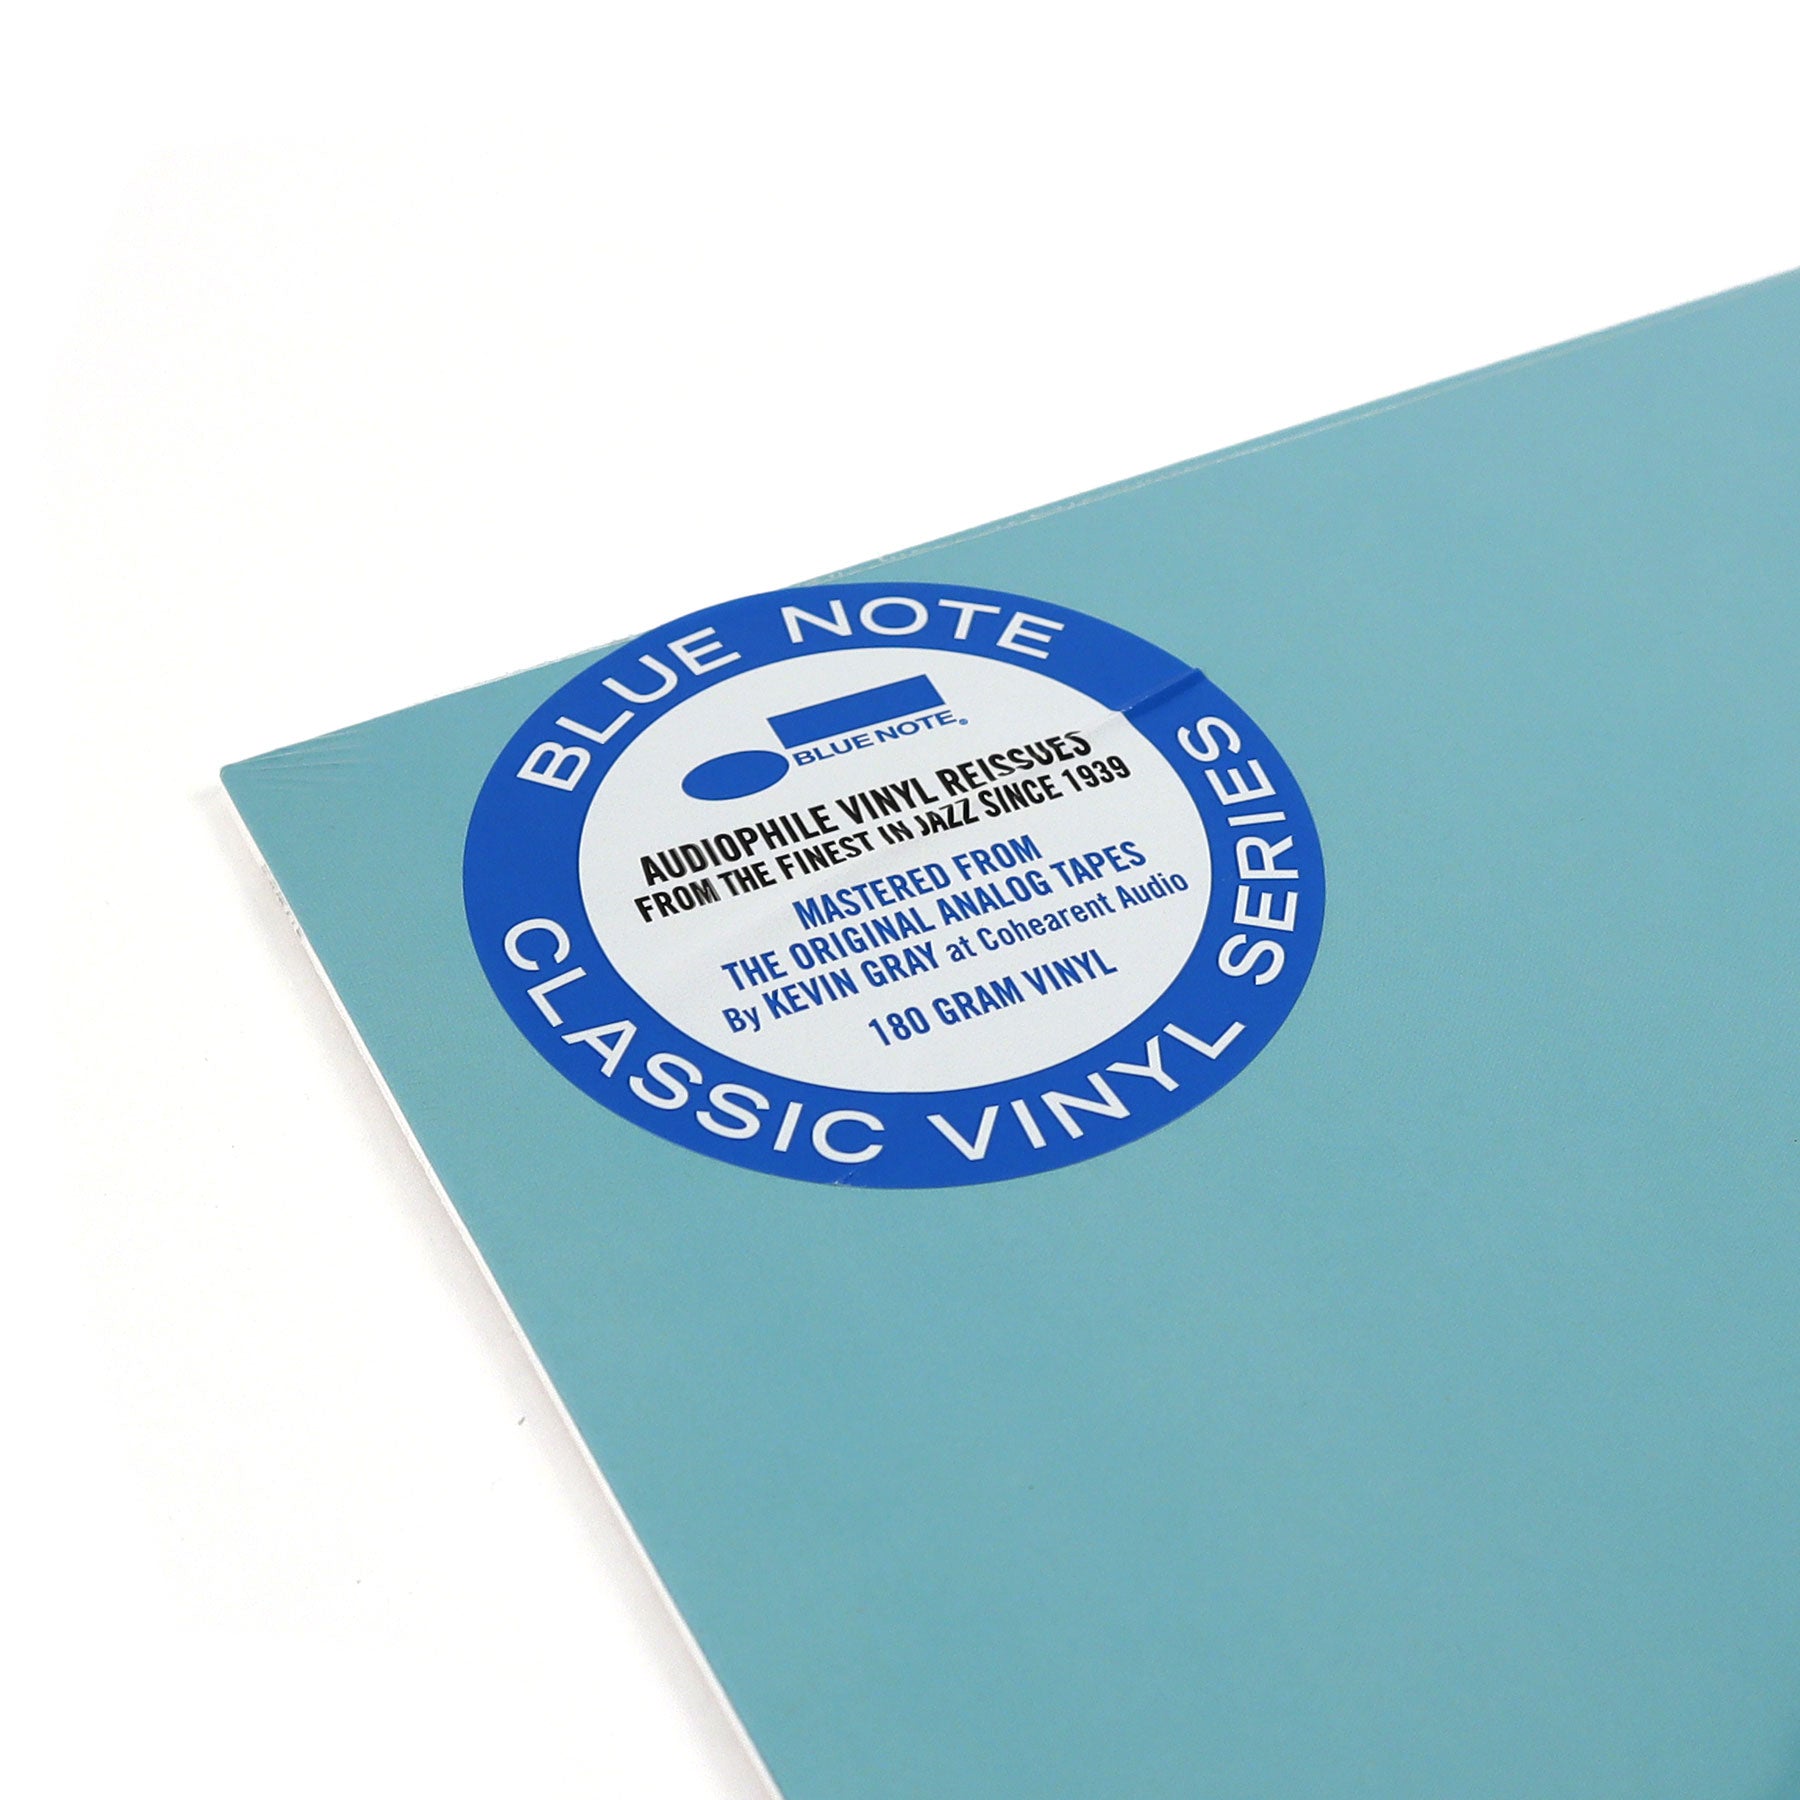 BLUE NOTE
BLUE NOTE®
AUDIOPHILE VINYL REISSUES
FROM THE FINEST IN JAZZ SINCE 1939
MASTERED FROM
THE ORIGINAL ANALOG TAPES
By KEVIN GRAY at Cohearent Audio
180 GRAM VINYL
CLASSIC VINYL SERIES